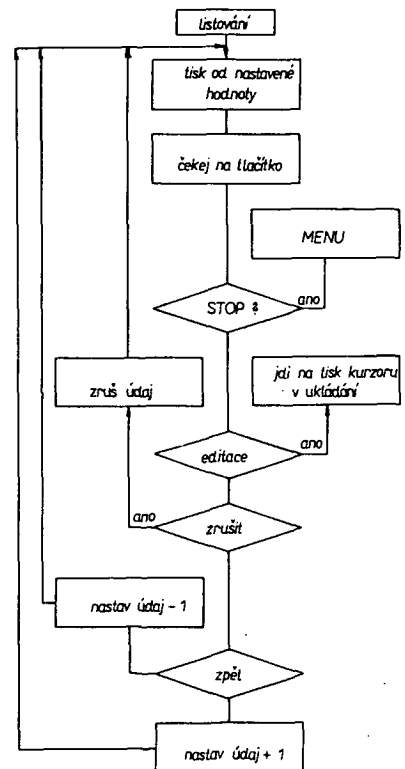 listování
tisk od nastavené
hodnoty
čekej na tlačítko
MENU
STOP ?
ano
zruš údaj
jdi na tisk kurzoru
v ukládání
editace
ano
ano
zrušit
nastav údaj - 1
zpět
nastav údaj + 1